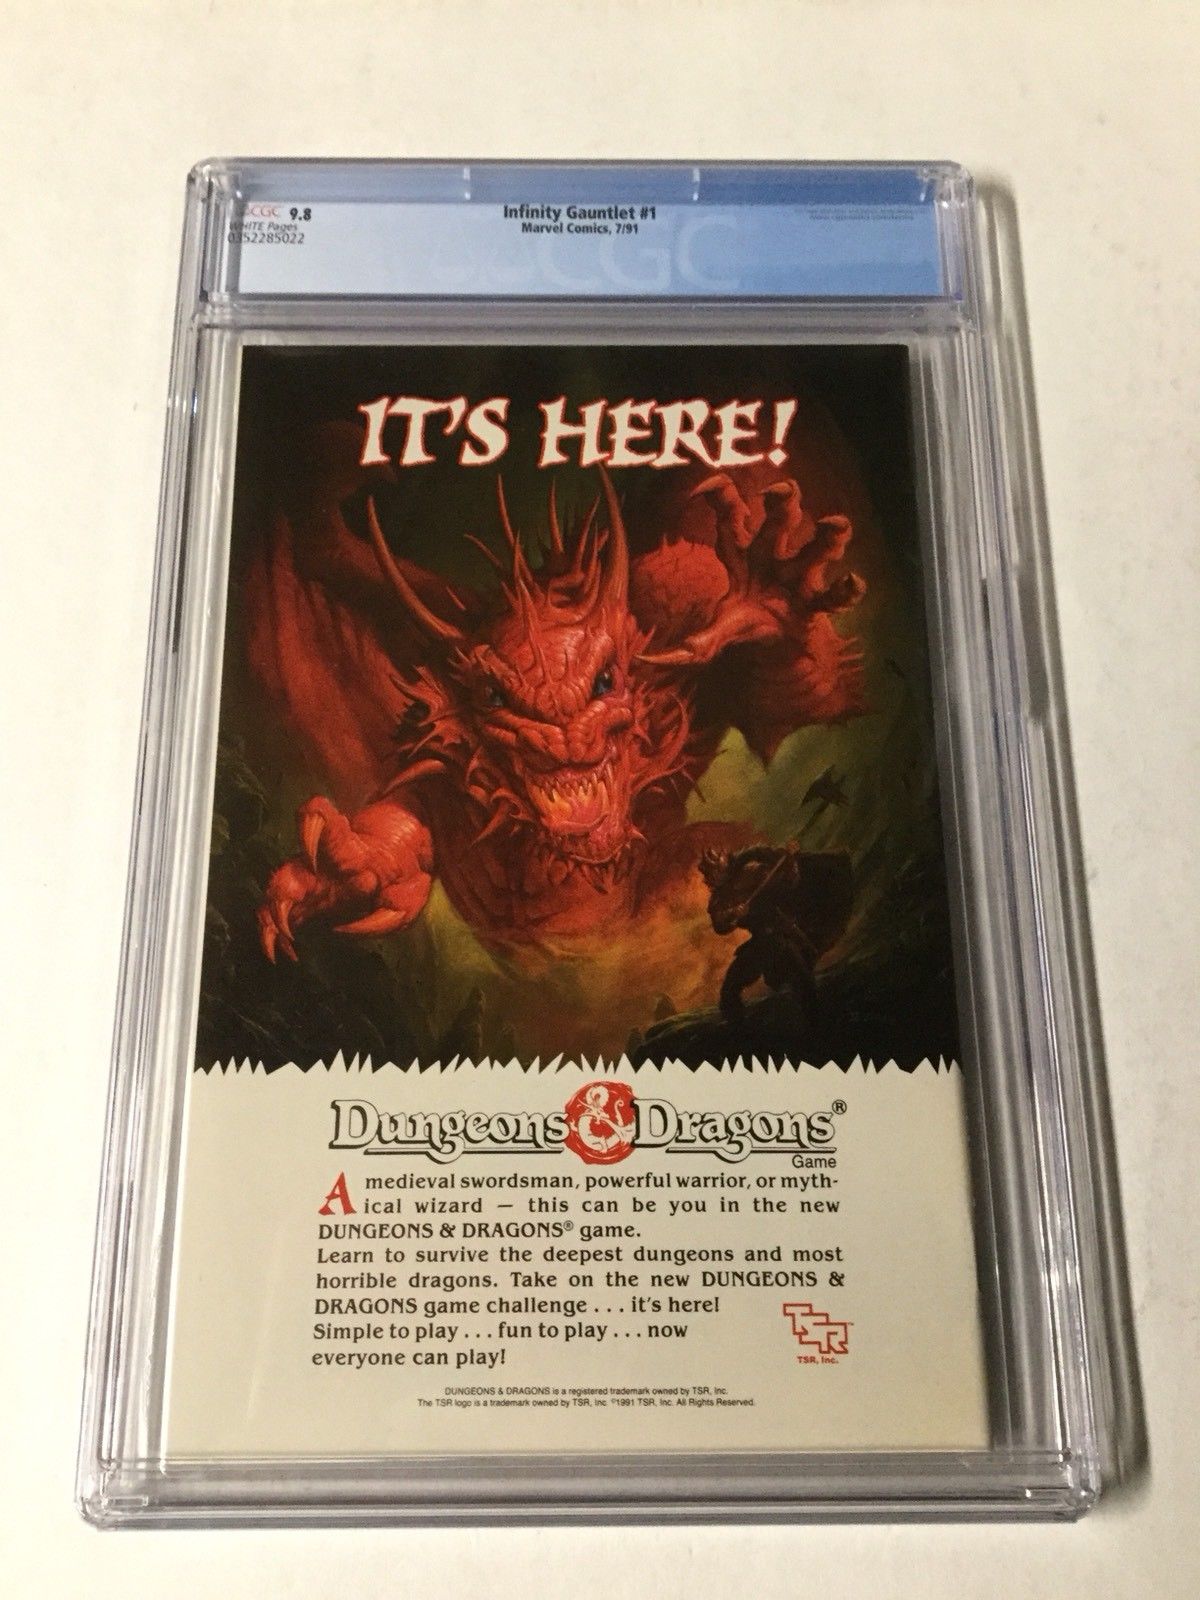 CGC 9.8
WHITE Pages
0352285022
Infinity Gauntlet #1
Marvel Comics, 7/91
CGC
IT'S HERE!
Dungeons & Dragons®
Game
A medieval swordsman, powerful warrior, or myth-
ical wizard — this can be you in the new
DUNGEONS & DRAGONS® game.
Learn to survive the deepest dungeons and most
horrible dragons. Take on the new DUNGEONS &
DRAGONS game challenge . . . it's here!
Simple to play . . . fun to play . . . now
everyone can play!
TSR™
TSR, Inc.
DUNGEONS & DRAGONS is a registered trademark owned by TSR, Inc.
The TSR logo is a trademark owned by TSR, Inc. ©1991 TSR, Inc. All Rights Reserved.